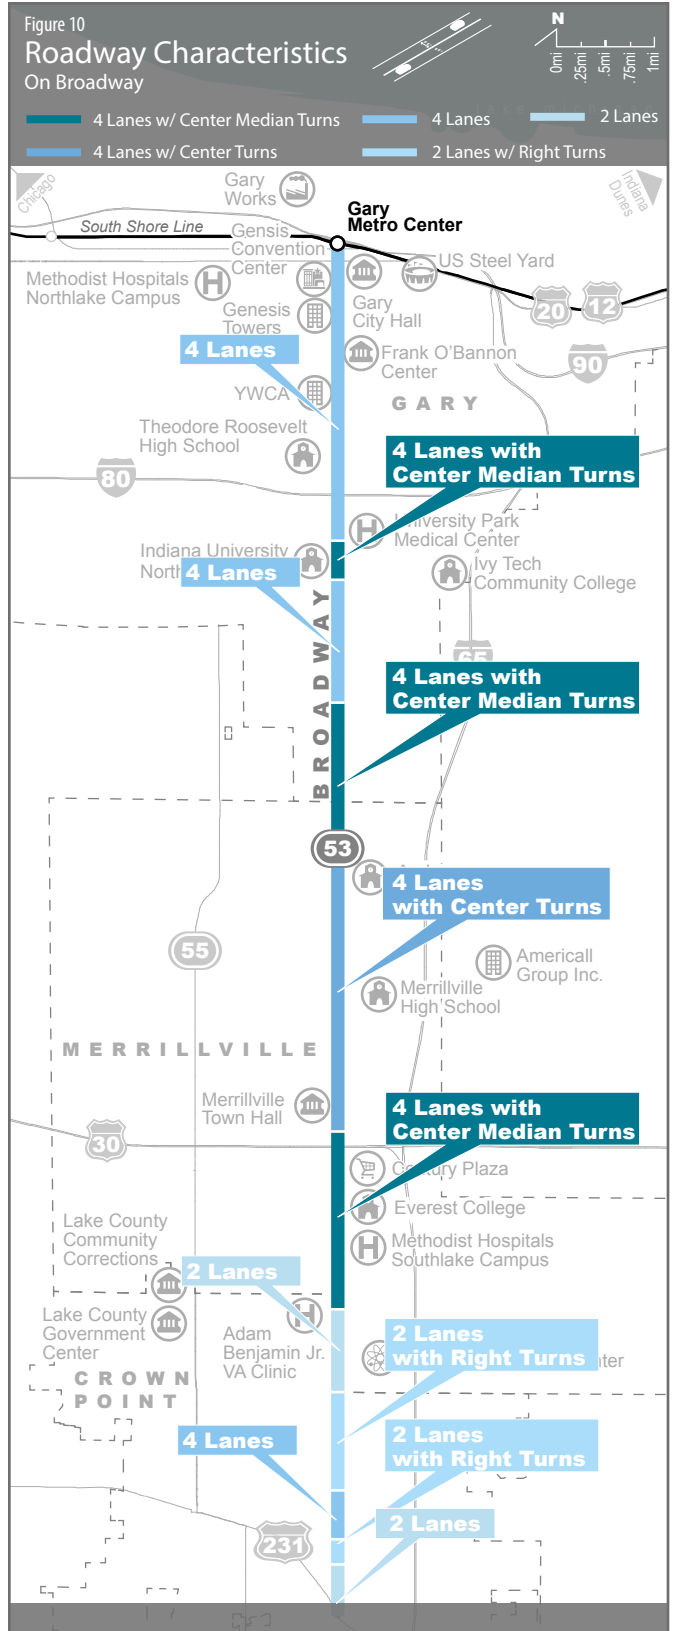 Figure 10
Roadway Characteristics
On Broadway
N
0mi
.25mi
.5mi
.75mi
1mi
4 Lanes w/ Center Median Turns
4 Lanes
2 Lanes
4 Lanes w/ Center Turns
2 Lanes w/ Right Turns
Chicago
Gary
Works
Indiana
Dunes
Gary
Metro Center
South Shore Line
Gensis
Convention
Center
US Steel Yard
Methodist Hospitals
Northlake Campus
H
Gary
City Hall
20
12
Genesis
Towers
4 Lanes
Frank O'Bannon
Center
90
YWCA
GARY
Theodore Roosevelt
High School
4 Lanes with
Center Median Turns
80
H
University Park
Medical Center
Indiana University
4 Lanes
Ivy Tech
Community College
BROADWAY
65
4 Lanes with
Center Median Turns
53
4 Lanes
with Center Turns
55
Americall
Group Inc.
Merrillville
High School
MERRILLVILLE
Merrillville
Town Hall
4 Lanes with
Center Median Turns
30
Century Plaza
Everest College
Lake County
Community
Corrections
H
Methodist Hospitals
Southlake Campus
2 Lanes
Lake County
Government
Center
H
Adam
Benjamin Jr.
VA Clinic
2 Lanes
with Right Turns
CROWN
POINT
4 Lanes
2 Lanes
with Right Turns
2 Lanes
231